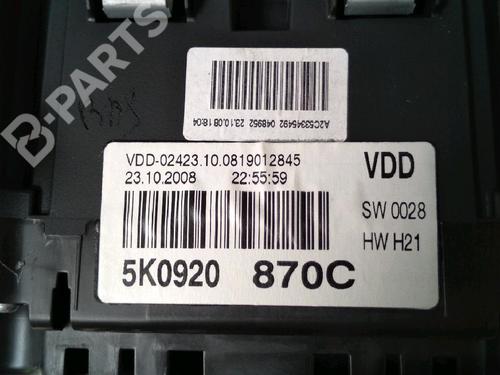 B-PARTS
A2C53345492 048952 23.10.08 18:04
VDD-02423.10.0819012845
23.10.2008 22:55:59
VDD
SW 0028
HW H21
5K0920 870C